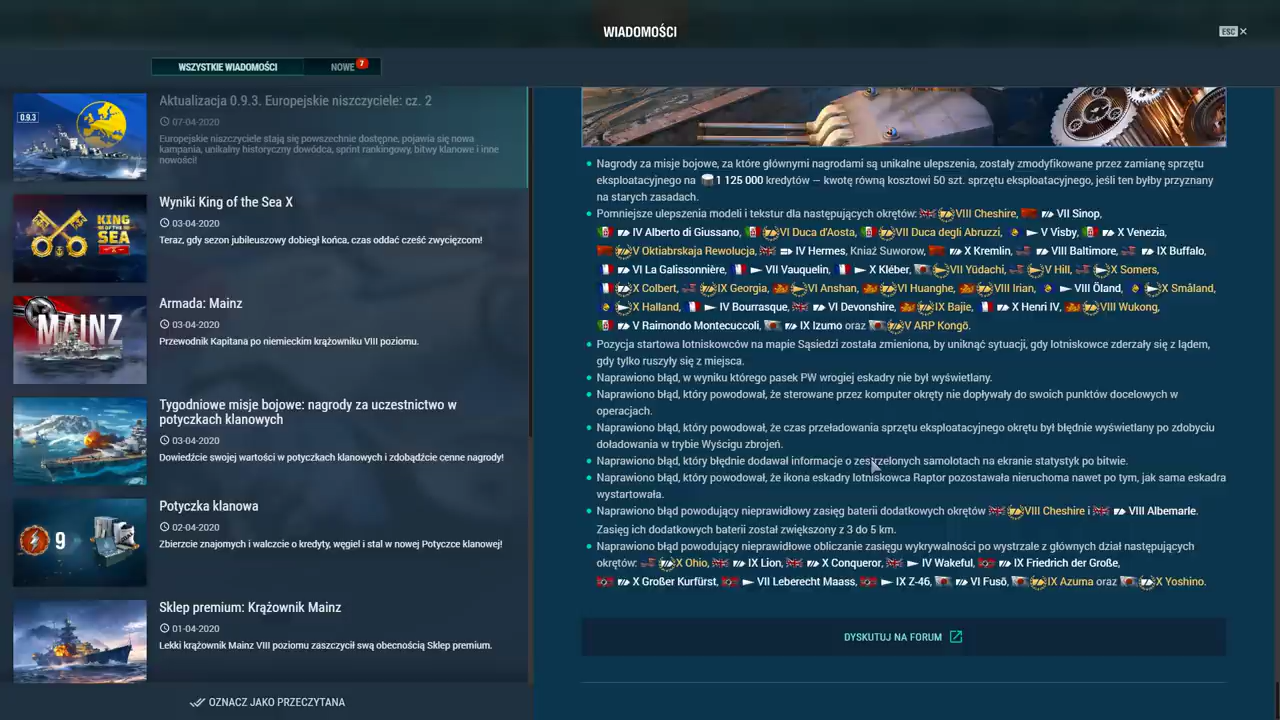 WIADOMOŚCI
ESC ×
WSZYSTKIE WIADOMOŚCI
NOWE 7
0.9.3
Aktualizacja 0.9.3. Europejskie niszczyciele: cz. 2
07-04-2020
Europejskie niszczyciele stają się powszechnie dostępne, pojawia się nowa
kampania, unikalny historyczny dowódca, sprint rankingowy, bitwy klanowe i inne
nowości!
KING
OF THE
SEA
Wyniki King of the Sea X
03-04-2020
Teraz, gdy sezon jubileuszowy dobiegł końca, czas oddać cześć zwycięzcom!
MAINZ
Armada: Mainz
03-04-2020
Przewodnik Kapitana po niemieckim krążowniku VIII poziomu.
Tygodniowe misje bojowe: nagrody za uczestnictwo w
potyczkach klanowych
03-04-2020
Dowiedźcie swojej wartości w potyczkach klanowych i zdobądźcie cenne nagrody!
9
Potyczka klanowa
02-04-2020
Zbierzcie znajomych i walczcie o kredyty, węgiel i stal w nowej Potyczce klanowej!
Sklep premium: Krążownik Mainz
01-04-2020
Lekki krążownik Mainz VIII poziomu zaszczycił swą obecnością Sklep premium.
OZNACZ JAKO PRZECZYTANA
Nagrody za misje bojowe, za które głównymi nagrodami są unikalne ulepszenia, zostały zmodyfikowane przez zamianę sprzętu
eksploatacyjnego na 1 125 000 kredytów — kwotę równą kosztowi 50 szt. sprzętu eksploatacyjnego, jeśli ten byłby przyznany
na starych zasadach.
Pomniejsze ulepszenia modeli i tekstur dla następujących okrętów: VIII Cheshire, VII Sinop,
IV Alberto di Giussano, VI Duca d'Aosta, VII Duca degli Abruzzi, V Visby, X Venezia,
V Oktiabrskaja Rewolucja, IV Hermes, Kniaź Suworow, X Kremlin, VIII Baltimore, IX Buffalo,
VI La Galissonnière, VII Vauquelin, X Kléber, VII Yūdachi, V Hill, X Somers,
X Colbert, IX Georgia, VI Anshan, VI Huanghe, VIII Irian, VIII Öland, X Småland,
X Halland, IV Bourrasque, VI Devonshire, IX Bajie, X Henri IV, VIII Wukong,
V Raimondo Montecuccoli, IX Izumo oraz V ARP Kongō.
Pozycja startowa lotniskowców na mapie Sąsiedzi została zmieniona, by uniknąć sytuacji, gdy lotniskowce zderzały się z lądem,
gdy tylko ruszyły się z miejsca.
Naprawiono błąd, w wyniku którego pasek PW wrogiej eskadry nie był wyświetlany.
Naprawiono błąd, który powodował, że sterowane przez komputer okręty nie dopływały do swoich punktów docelowych w
operacjach.
Naprawiono błąd, który powodował, że czas przeładowania sprzętu eksploatacyjnego okrętu był błędnie wyświetlany po zdobyciu
doładowania w trybie Wyścigu zbrojeń.
Naprawiono błąd, który błędnie dodawał informacje o zestrzelonych samolotach na ekranie statystyk po bitwie.
Naprawiono błąd, który powodował, że ikona eskadry lotniskowca Raptor pozostawała nieruchoma nawet po tym, jak sama eskadra
wystartowała.
Naprawiono błąd powodujący nieprawidłowy zasięg baterii dodatkowych okrętów VIII Cheshire i VIII Albemarle.
Zasięg ich dodatkowych baterii został zwiększony z 3 do 5 km.
Naprawiono błąd powodujący nieprawidłowe obliczanie zasięgu wykrywalności po wystrzale z głównych dział następujących
okrętów: X Ohio, IX Lion, X Conqueror, IV Wakeful, IX Friedrich der Große,
X Großer Kurfürst, VII Leberecht Maass, IX Z-46, VI Fusō, IX Azuma oraz X Yoshino.
DYSKUTUJ NA FORUM